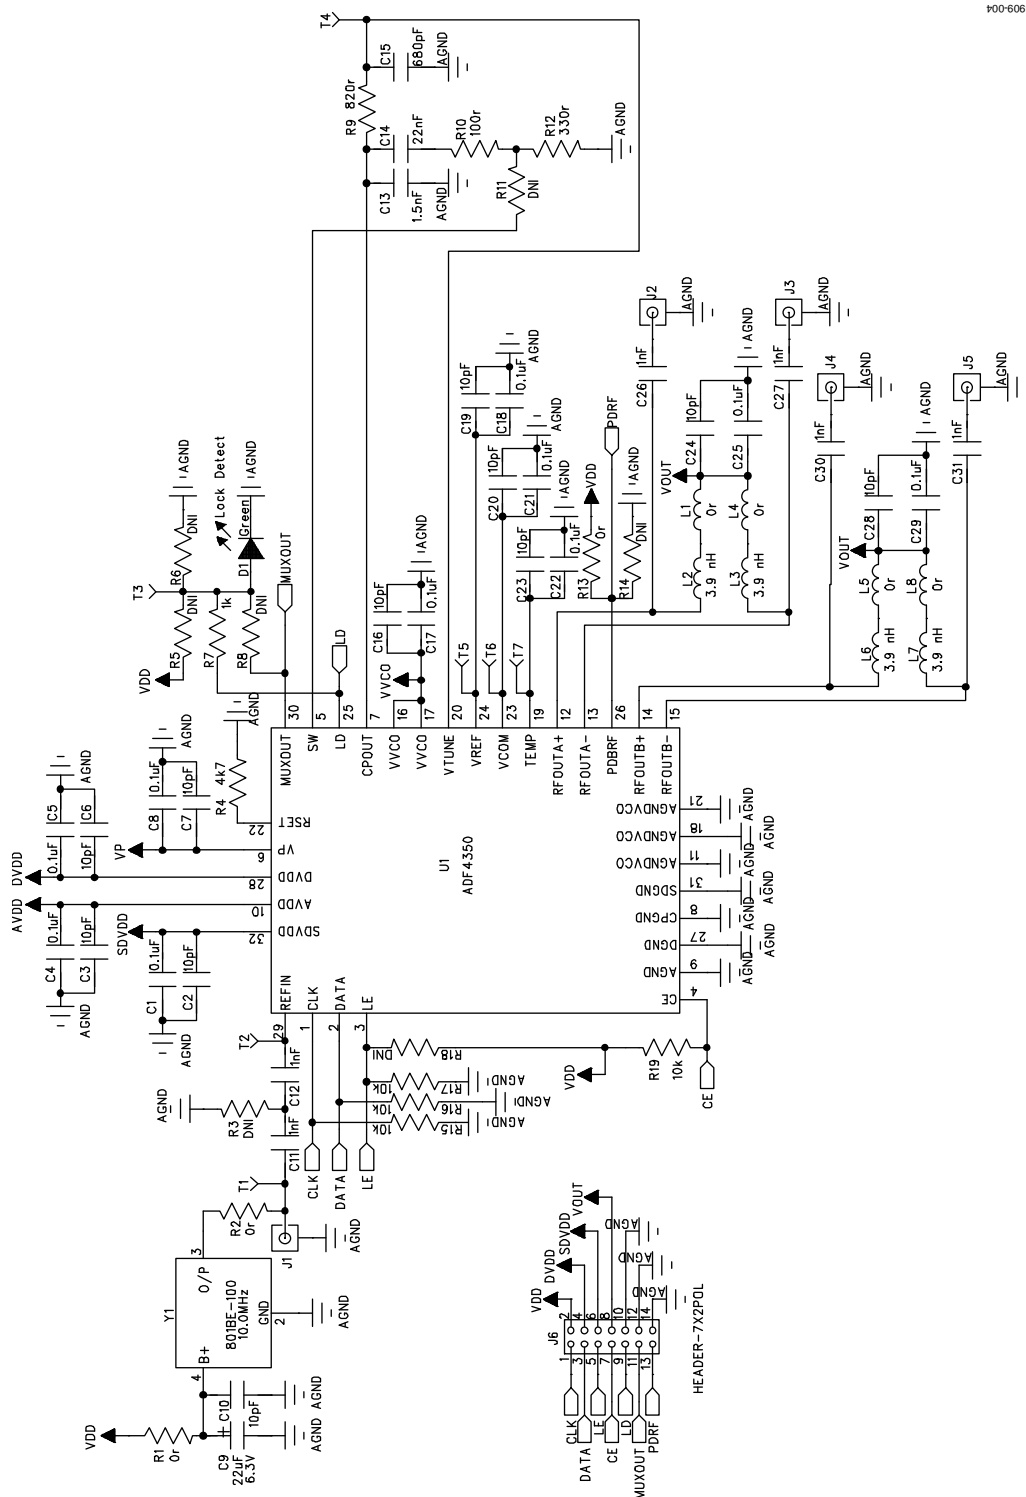 909-004
T4
C15
680pF
AGND
R9 820r
C14
22nF
R10
100r
R12
330r
AGND
C13
1.5nF
AGND
R11
DNI
J2
AGND
1nF
C26
J3
AGND
1nF
C27
J4
AGND
1nF
C30
J5
AGND
1nF
C31
10pF
C19
0.1uF
C18
AGND
10pF
C20
0.1uF
C21
AGND
10pF
C23
0.1uF
C22
AGND
PDRF
VDD
R13
0r
R14
DNI
AGND
10pF
C24
0.1uF
C25
AGND
VOUT
L1
0r
L4
0r
L2
3.9 nH
L3
3.9 nH
10pF
C28
0.1uF
C29
AGND
VOUT
L5
0r
L8
0r
L6
3.9 nH
L7
3.9 nH
Lock Detect
Green
D1
AGND
AGND
R6
DNI
T3
R5
DNI
R7
1k
R8
DNI
VDD
MUXOUT
LD
10pF
C16
0.1uF
C17
AGND
VVCO
T5
T6
T7
30
5
25
7
16
17
20
24
23
19
12
13
26
14
15
MUXOUT
SW
LD
CPOUT
VVCO
VVCO
VTUNE
VREF
VCOM
TEMP
RFOUTA+
RFOUTA-
PDBRF
RFOUTB+
RFOUTB-
AGND
R4
4k7
RSET
22
VP
6
DVDD
28
AVDD
10
SDVDD
32
REFIN
29
CLK
1
DATA
2
LE
3
U1
ADF4350
AGNDVCO
21
AGND
AGNDVCO
18
AGND
AGNDVCO
11
AGND
SDGND
31
AGND
CPGND
8
AGND
DGND
27
AGND
AGND
9
AGND
CE
4
AGND
0.1uF
C8
10pF
C7
VP
AGND
C5
0.1uF
C6
10pF
DVDD
AVDD
0.1uF
C4
10pF
C3
AGND
SDVDD
0.1uF
C1
10pF
C2
AGND
T2
1nF
C12
AGND
R3
DNI
1nF
C11
T1
CLK
DATA
LE
DNI
R18
10k
R17
AGND
10k
R16
AGND
10k
R15
AGND
VDD
R19
10k
CE
R2
0r
J1
AGND
3
O/P
Y1
801BE-100
10.0MHz
GND
2
AGND
B+
4
VDD
R1
0r
C10
10pF
AGND
+
C9
22uF
6.3V
AGND
VDD
DVDD
SDVDD
VOUT
AGND
AGND
AGND
J6
2
4
6
8
10
12
14
1
3
5
7
9
11
13
CLK
DATA
LE
CE
LD
MUXOUT
PDRF
HEADER-7X2POL